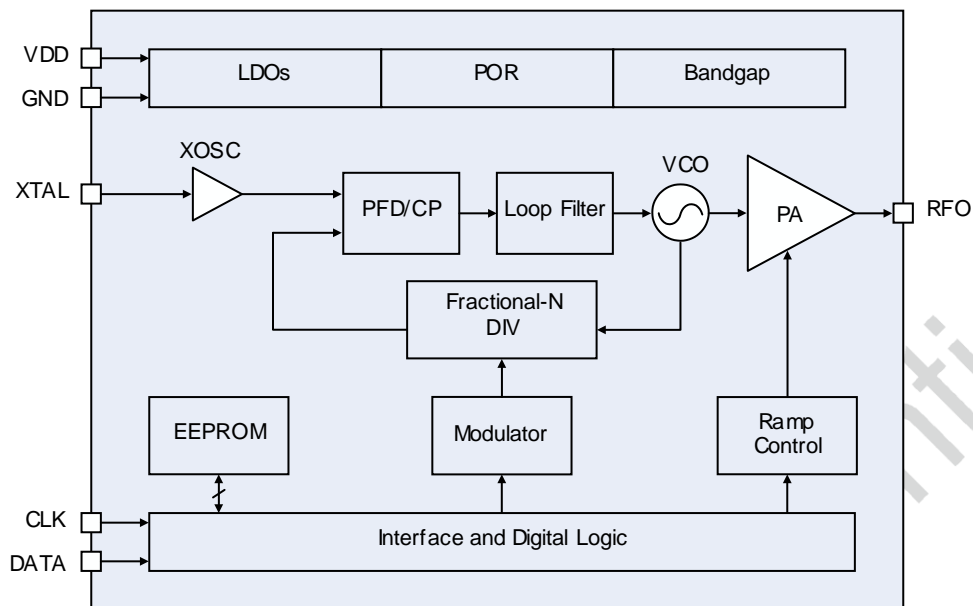 VDD
LDOs
POR
Bandgap
GND
XOSC
VCO
XTAL
PFD/CP
Loop Filter
PA
RFO
Fractional-N
DIV
EEPROM
Modulator
Ramp
Control
CLK
Interface and Digital Logic
DATA